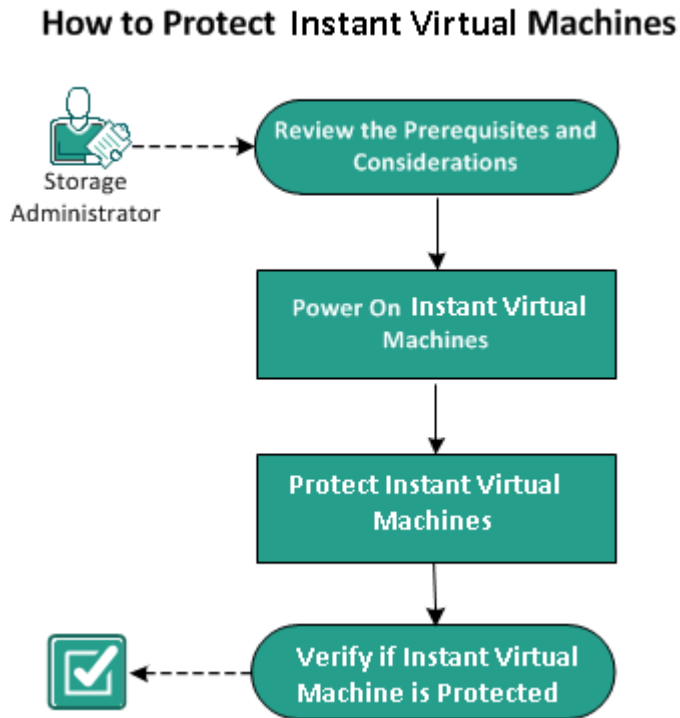 How to Protect Instant Virtual Machines
Storage
Administrator
Review the Prerequisites and
Considerations
Power On Instant Virtual
Machines
Protect Instant Virtual
Machines
Verify if Instant Virtual
Machine is Protected